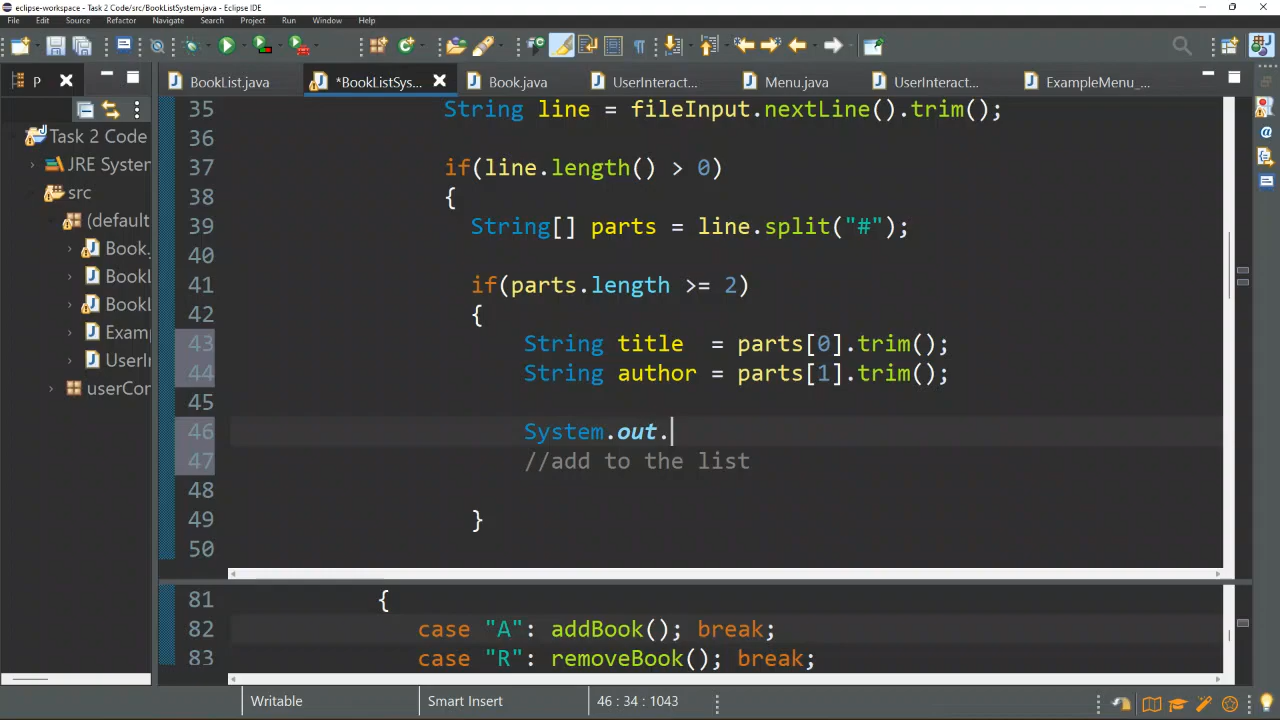 eclipse-workspace - Task 2 Code/src/BookListSystem.java - Eclipse IDE
File Edit Source Refactor Navigate Search Project Run Window Help
P
BookList.java *BookListSys... Book.java UserInteract... Menu.java UserInteract... ExampleMenu_...
Task 2 Code
JRE System
src
(default
Book.
BookL
BookL
Examp
UserIn
userCon
35 String line = fileInput.nextLine().trim();
36
37 if(line.length() > 0)
38 {
39 String[] parts = line.split("#");
40
41 if(parts.length >= 2)
42 {
43 String title = parts[0].trim();
44 String author = parts[1].trim();
45
46 System.out.
47 //add to the list
48
49 }
50
81 {
82 case "A": addBook(); break;
83 case "R": removeBook(); break;
Writable Smart Insert 46 : 34 : 1043